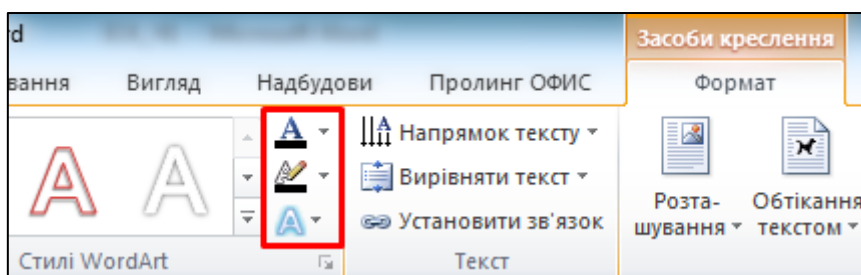 rd
Засоби креслення
вання Вигляд Надбудови Пролинг ОФИС Формат
Напрямок тексту
Вирівняти текст
Установити зв'язок
Розта-
шування
Обтікання
текстом
Стилі WordArt Текст